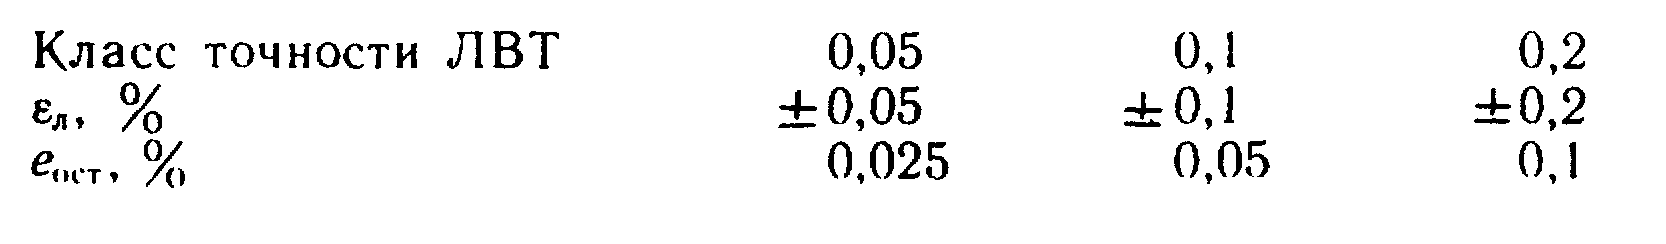 Класс точности ЛВТ 0,05 0,1 0,2
εл, % ±0,05 ±0,1 ±0,2
eост, % 0,025 0,05 0,1